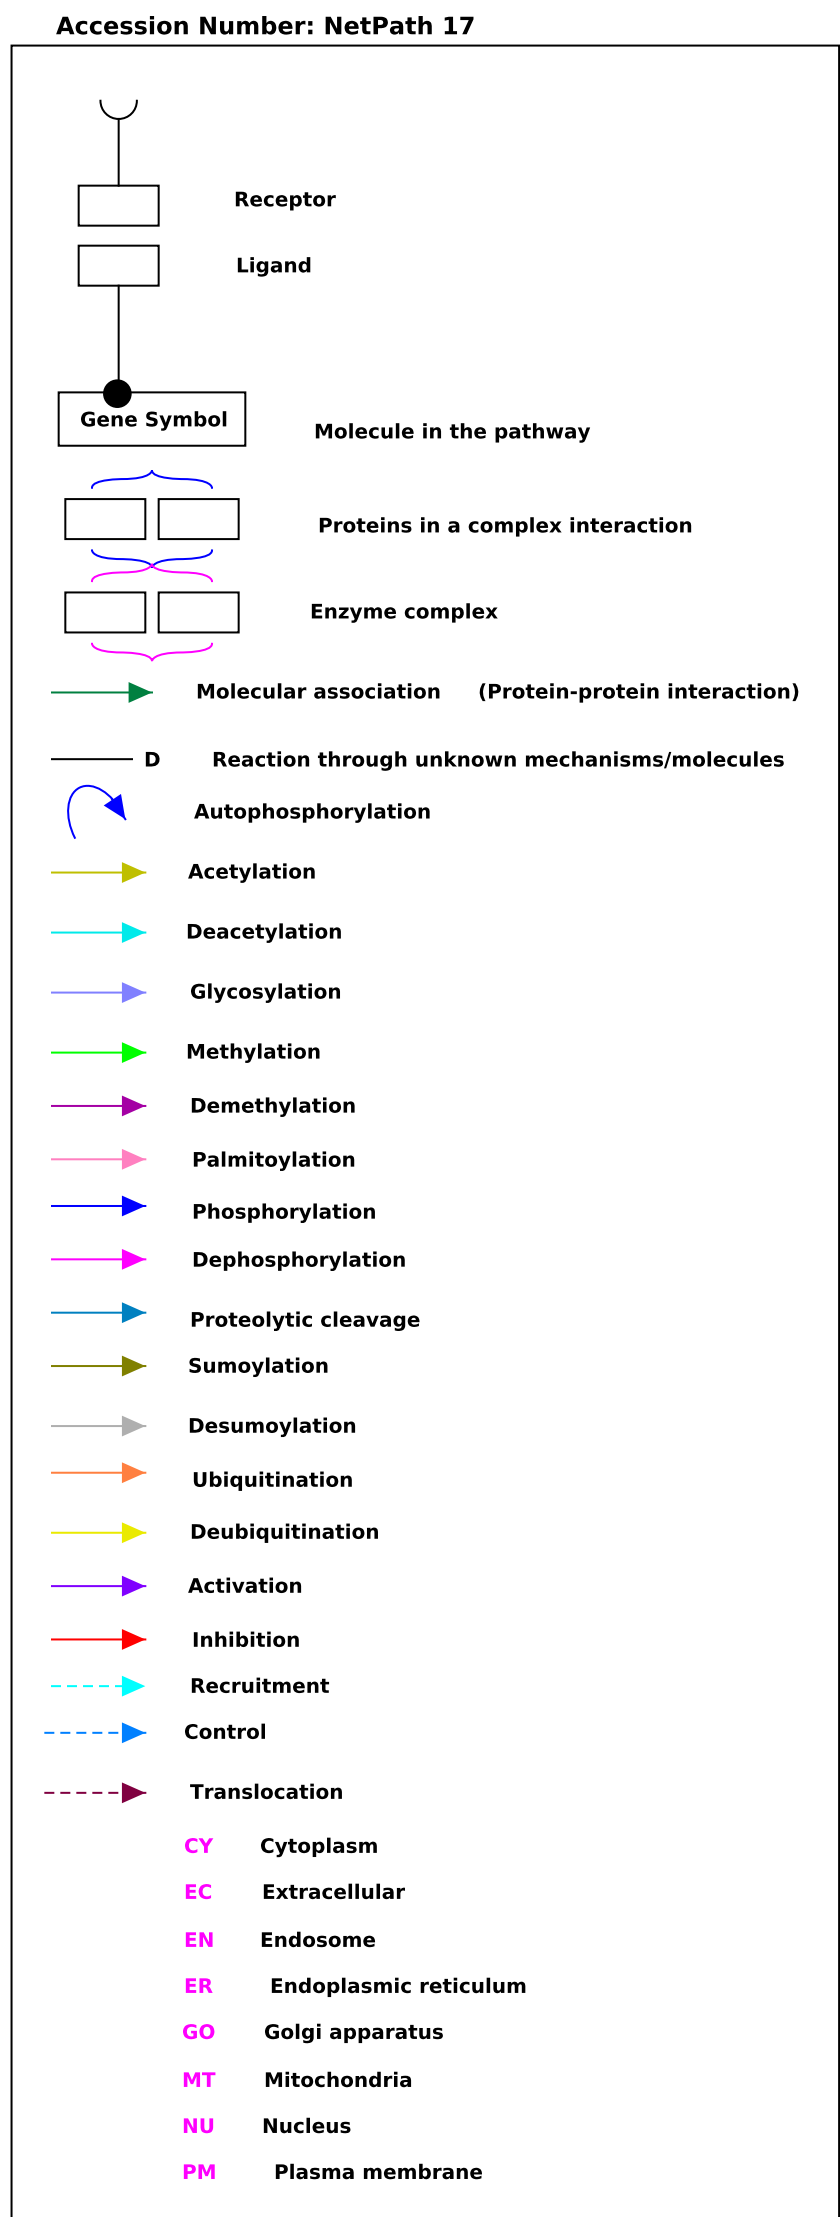 Accession Number: NetPath 17
Receptor
Ligand
Gene Symbol
Molecule in the pathway
Proteins in a complex interaction
Enzyme complex
Molecular association (Protein-protein interaction)
D Reaction through unknown mechanisms/molecules
Autophosphorylation
Acetylation
Deacetylation
Glycosylation
Methylation
Demethylation
Palmitoylation
Phosphorylation
Dephosphorylation
Proteolytic cleavage
Sumoylation
Desumoylation
Ubiquitination
Deubiquitination
Activation
Inhibition
Recruitment
Control
Translocation
CY Cytoplasm
EC Extracellular
EN Endosome
ER Endoplasmic reticulum
GO Golgi apparatus
MT Mitochondria
NU Nucleus
PM Plasma membrane